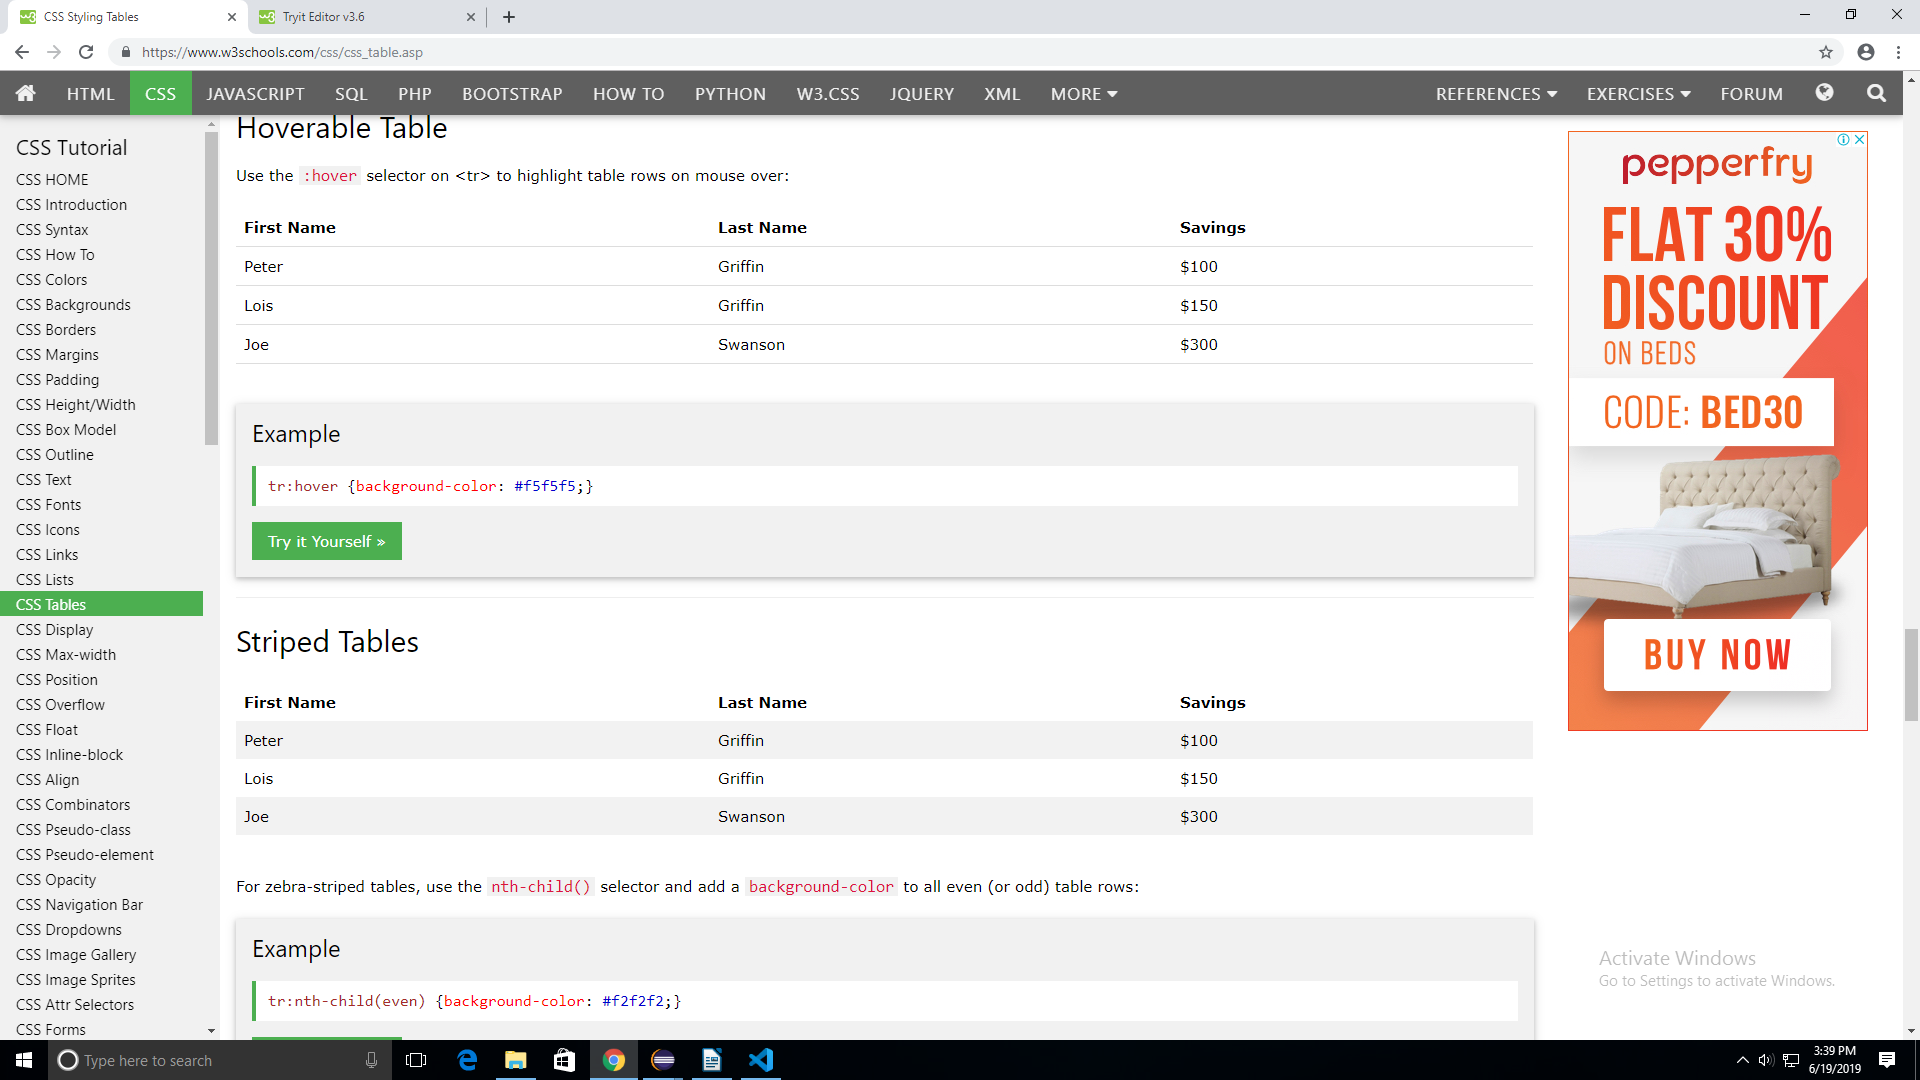 CSS Styling Tables
Tryit Editor v3.6
https://www.w3schools.com/css/css_table.asp
HTML CSS JAVASCRIPT SQL PHP BOOTSTRAP HOW TO PYTHON W3.CSS JQUERY XML MORE REFERENCES EXERCISES FORUM
CSS Tutorial
CSS HOME
CSS Introduction
CSS Syntax
CSS How To
CSS Colors
CSS Backgrounds
CSS Borders
CSS Margins
CSS Padding
CSS Height/Width
CSS Box Model
CSS Outline
CSS Text
CSS Fonts
CSS Icons
CSS Links
CSS Lists
CSS Tables
CSS Display
CSS Max-width
CSS Position
CSS Overflow
CSS Float
CSS Inline-block
CSS Align
CSS Combinators
CSS Pseudo-class
CSS Pseudo-element
CSS Opacity
CSS Navigation Bar
CSS Dropdowns
CSS Image Gallery
CSS Image Sprites
CSS Attr Selectors
CSS Forms
Hoverable Table
Use the :hover selector on <tr> to highlight table rows on mouse over:
First Name Last Name Savings
Peter Griffin $100
Lois Griffin $150
Joe Swanson $300
Example
tr:hover {background-color: #f5f5f5;}
Try it Yourself »
Striped Tables
First Name Last Name Savings
Peter Griffin $100
Lois Griffin $150
Joe Swanson $300
For zebra-striped tables, use the nth-child() selector and add a background-color to all even (or odd) table rows:
Example
tr:nth-child(even) {background-color: #f2f2f2;}
pepperfry
FLAT 30%
DISCOUNT
ON BEDS
CODE: BED30
BUY NOW
Activate Windows
Go to Settings to activate Windows.
Type here to search
3:39 PM
6/19/2019